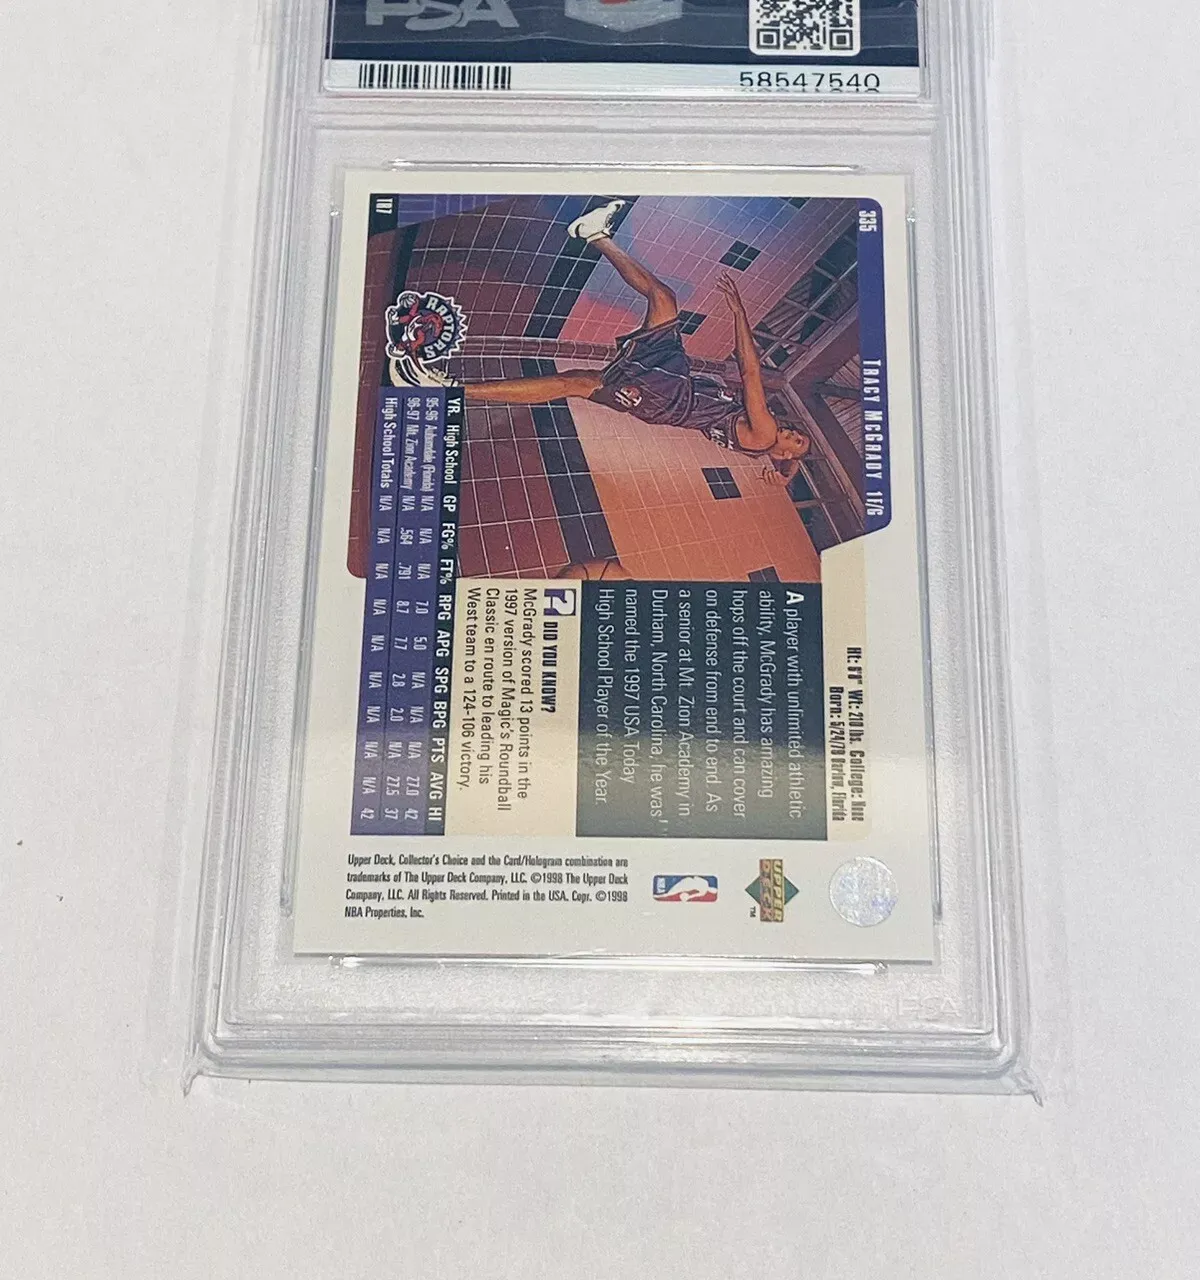 PSA
58547540
335
TRACY McGRADY 1F/G
TR7
RAPTORS
Ht: 6'8" Wt: 210 lbs. College: None
Born: 5/24/79 Bartow, Florida
A player with unlimited athletic
ability, McGrady has amazing
hops off the court and can cover
on defense from end to end. As
a senior at Mt. Zion Academy in
Durham, North Carolina, he was
named the 1997 USA Today
High School Player of the Year.
? DID YOU KNOW?
McGrady scored 13 points in the
1997 version of Magic's Roundball
Classic en route to leading his
West team to a 124-106 victory.
YR. High School GP FG% FT% RPG APG SPG BPG PTS AVG HI
95-96 Auburndale (Florida) N/A N/A N/A 7.0 5.0 N/A N/A N/A 27.0 42
96-97 Mt. Zion Academy N/A .564 .791 8.7 7.7 2.8 2.0 N/A 27.5 37
High School Totals N/A N/A N/A N/A N/A N/A N/A N/A N/A 42
Upper Deck, Collector's Choice and the Card/Hologram combination are
trademarks of The Upper Deck Company, LLC. ©1998 The Upper Deck
Company, LLC. All Rights Reserved. Printed in the USA. Copr. ©1998
NBA Properties, Inc.
NBA
UPPER
DECK
TM
PSA